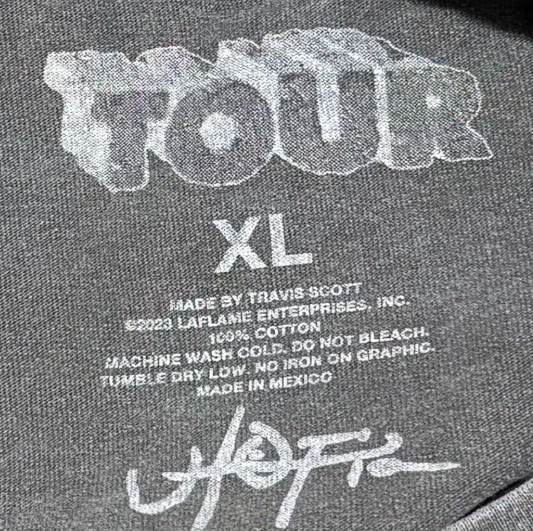 TOUR
XL
MADE BY TRAVIS SCOTT
©2023 LAFLAME ENTERPRISES, INC.
100% COTTON
MACHINE WASH COLD. DO NOT BLEACH.
TUMBLE DRY LOW. NO IRON ON GRAPHIC.
MADE IN MEXICO